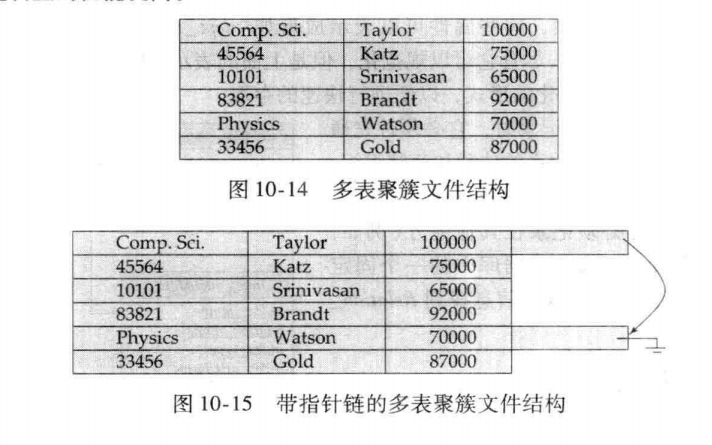 Comp. Sci. Taylor 100000
45564 Katz 75000
10101 Srinivasan 65000
83821 Brandt 92000
Physics Watson 70000
33456 Gold 87000
图 10-14 多表聚簇文件结构
Comp. Sci. Taylor 100000
45564 Katz 75000
10101 Srinivasan 65000
83821 Brandt 92000
Physics Watson 70000
33456 Gold 87000
图 10-15 带指针链的多表聚簇文件结构